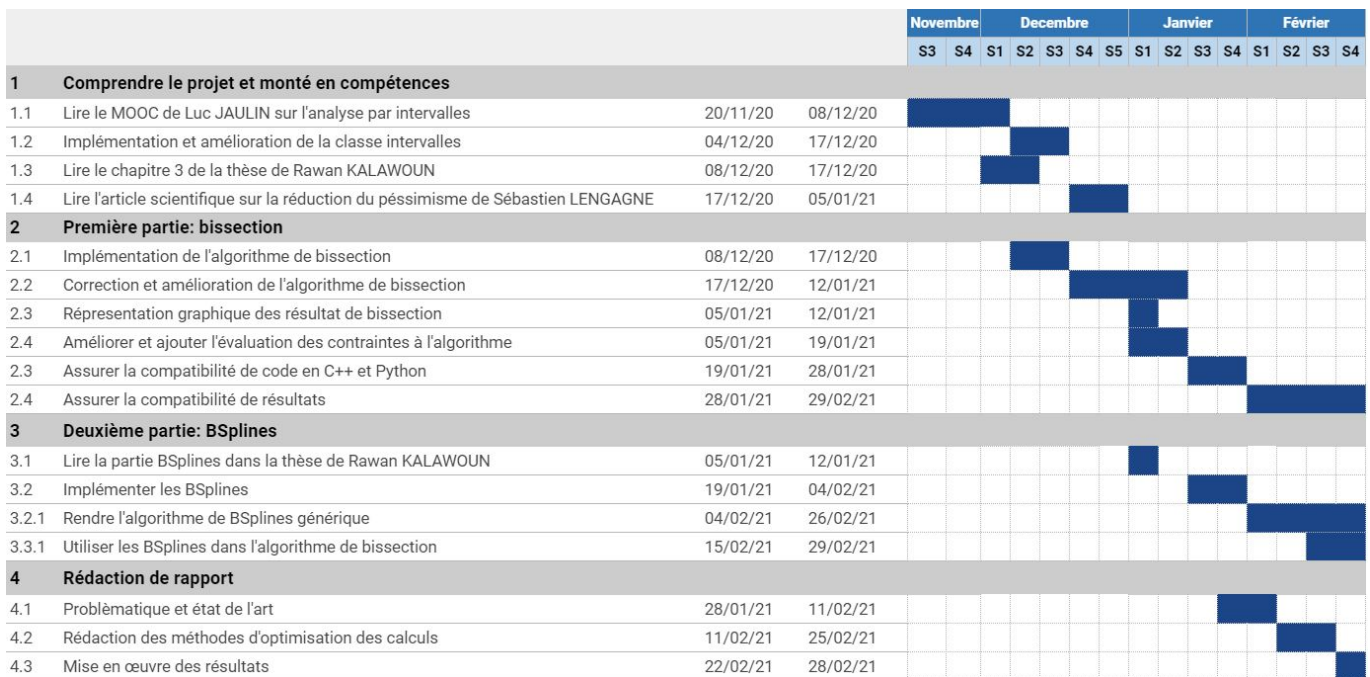 Novembre Decembre Janvier Février
S3 S4 S1 S2 S3 S4 S5 S1 S2 S3 S4 S1 S2 S3 S4
1 Comprendre le projet et monté en compétences
1.1 Lire le MOOC de Luc JAULIN sur l'analyse par intervalles 20/11/20 08/12/20
1.2 Implémentation et amélioration de la classe intervalles 04/12/20 17/12/20
1.3 Lire le chapitre 3 de la thèse de Rawan KALAWOUN 08/12/20 17/12/20
1.4 Lire l'article scientifique sur la réduction du péssimisme de Sébastien LENGAGNE 17/12/20 05/01/21
2 Première partie: bissection
2.1 Implémentation de l'algorithme de bissection 08/12/20 17/12/20
2.2 Correction et amélioration de l'algorithme de bissection 17/12/20 12/01/21
2.3 Répresentation graphique des résultat de bissection 05/01/21 12/01/21
2.4 Améliorer et ajouter l'évaluation des contraintes à l'algorithme 05/01/21 19/01/21
2.3 Assurer la compatibilité de code en C++ et Python 19/01/21 28/01/21
2.4 Assurer la compatibilité de résultats 28/01/21 29/02/21
3 Deuxième partie: BSplines
3.1 Lire la partie BSplines dans la thèse de Rawan KALAWOUN 05/01/21 12/01/21
3.2 Implémenter les BSplines 19/01/21 04/02/21
3.2.1 Rendre l'algorithme de BSplines générique 04/02/21 26/02/21
3.3.1 Utiliser les BSplines dans l'algorithme de bissection 15/02/21 29/02/21
4 Rédaction de rapport
4.1 Problèmatique et état de l'art 28/01/21 11/02/21
4.2 Rédaction des méthodes d'optimisation des calculs 11/02/21 25/02/21
4.3 Mise en œuvre des résultats 22/02/21 28/02/21